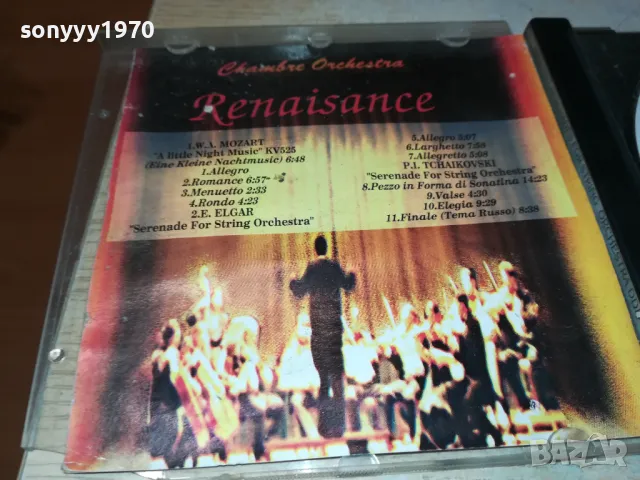 sonyyy1970
Chambre Orchestra
Renaisance
1.W.A. MOZART
"A little Night Music" KV525
(Eine Kleine Nachtmusic) 6:48
1.Allegro
2.Romance 6:57
3.Menuetto 2:33
4.Rondo 4:23
2.E. ELGAR
"Serenade For String Orchestra"
5.Allegro 3:07
6.Larghetto 7:58
7.Allegretto 5:08
P.I. TCHAIKOVSKI
"Serenade For String Orchestra"
8.Pezzo in Forma di Sonatina 14:23
9.Valse 4:30
10.Elegia 9:29
11.Finale (Tema Russo) 8:38
BAZAR